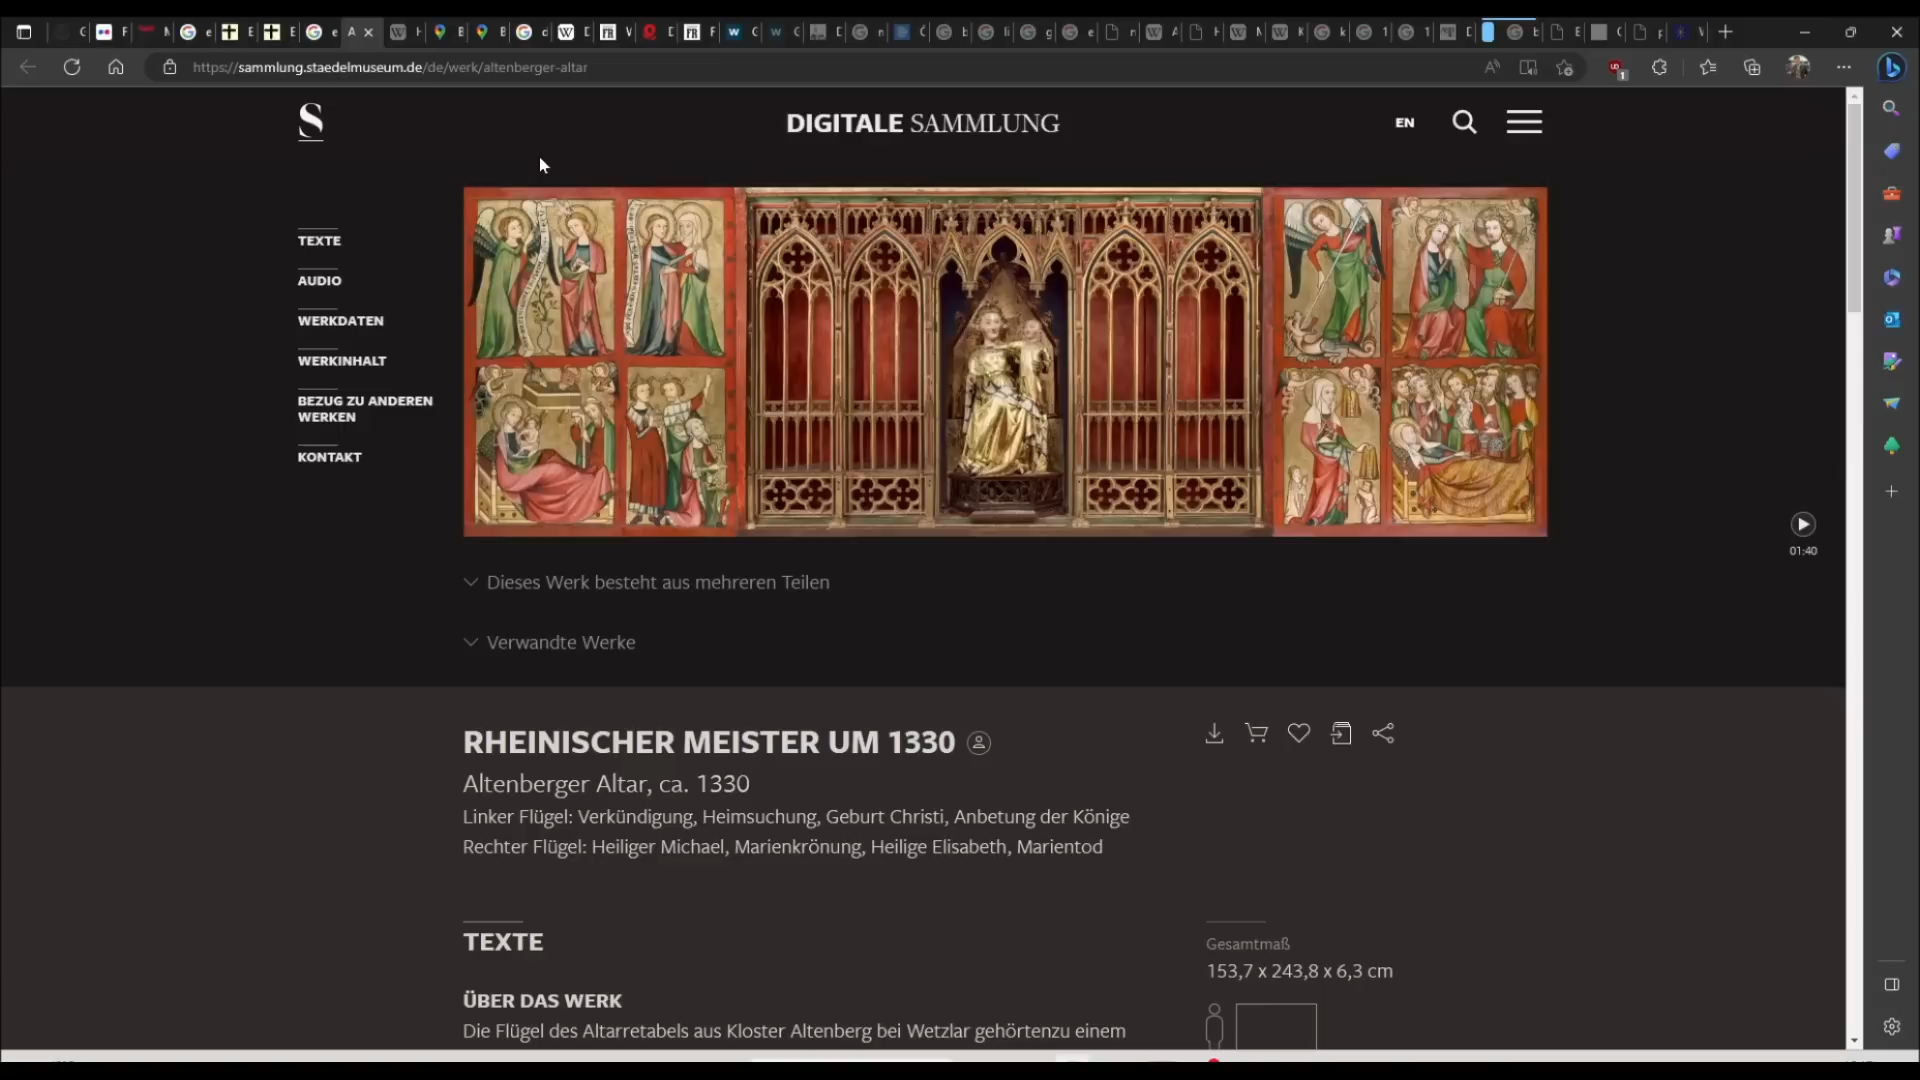 https://sammlung.staedelmuseum.de/de/werk/altenberger-altar
S
DIGITALE SAMMLUNG
EN
TEXTE
AUDIO
WERKDATEN
WERKINHALT
BEZUG ZU ANDEREN
WERKEN
KONTAKT
01:40
Dieses Werk besteht aus mehreren Teilen
Verwandte Werke
RHEINISCHER MEISTER UM 1330
Altenberger Altar, ca. 1330
Linker Flügel: Verkündigung, Heimsuchung, Geburt Christi, Anbetung der Könige
Rechter Flügel: Heiliger Michael, Marienkrönung, Heilige Elisabeth, Marientod
TEXTE
Gesamtmaß
153,7 x 243,8 x 6,3 cm
ÜBER DAS WERK
Die Flügel des Altarretabels aus Kloster Altenberg bei Wetzlar gehörtenzu einem